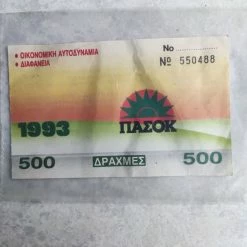 • ΟΙΚΟΝΟΜΙΚΗ ΑΥΤΟΔΥΝΑΜΙΑ
• ΔΙΑΦΑΝΕΙΑ
No ..................
№ 550488
1993
ΠΑΣΟΚ
500 ΔΡΑΧΜΕΣ 500